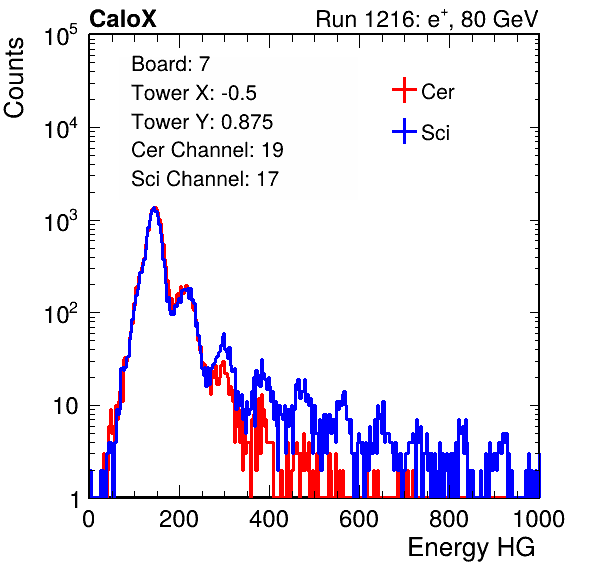 CaloX Run 1216: e⁺, 80 GeV
Counts
10⁵
10⁴
10³
10²
10
1
Board: 7
Tower X: -0.5
Tower Y: 0.875
Cer Channel: 19
Sci Channel: 17
Cer
Sci
0 200 400 600 800 1000
Energy HG